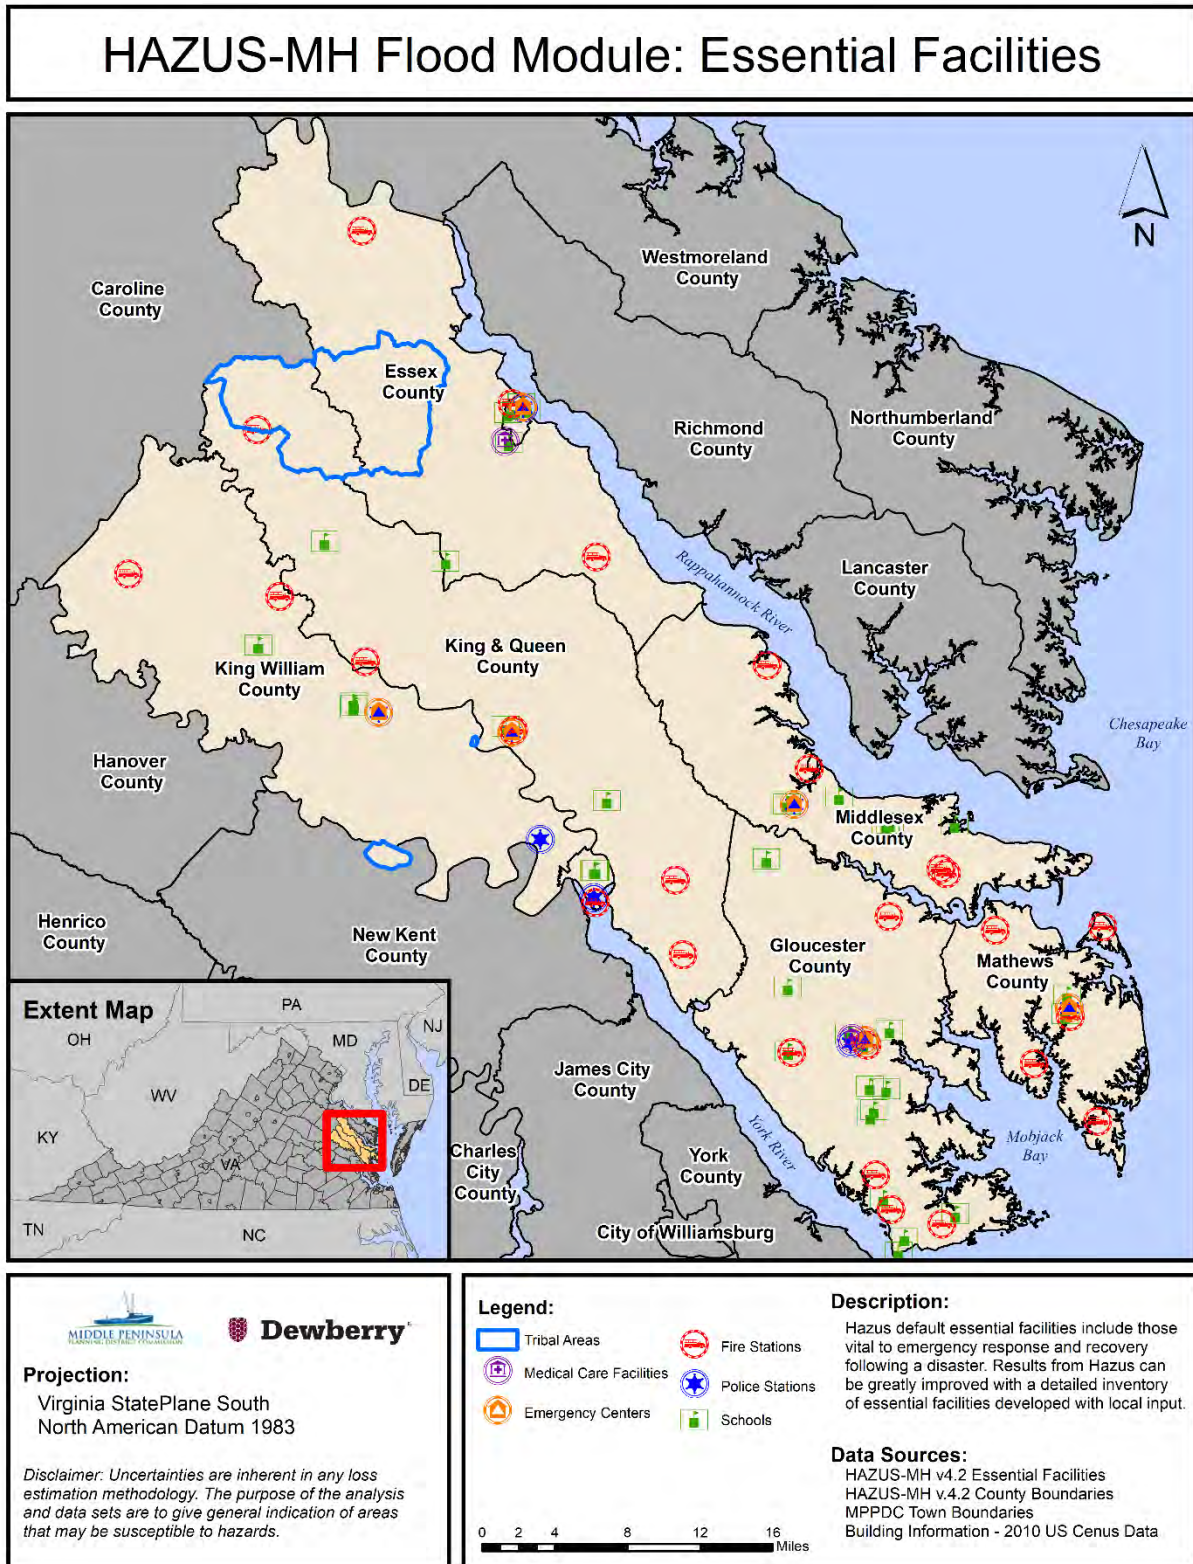 HAZUS-MH Flood Module: Essential Facilities
N
Westmoreland
County
Caroline
County
Essex
County
Richmond
County
Northumberland
County
Rappahannock River
Lancaster
County
King & Queen
County
King William
County
Chesapeake
Bay
Hanover
County
Middlesex
County
Henrico
County
New Kent
County
Gloucester
County
Mathews
County
James City
County
York River
Mobjack
Bay
Charles
City
County
York
County
City of Williamsburg
Extent Map
PA
OH
MD
NJ
WV
DE
KY
VA
TN
NC
MIDDLE PENINSULA
PLANNING DISTRICT COMMISSION
Dewberry
Projection:
Virginia StatePlane South
North American Datum 1983
Disclaimer: Uncertainties are inherent in any loss
estimation methodology. The purpose of the analysis
and data sets are to give general indication of areas
that may be susceptible to hazards.
Legend:
Tribal Areas
Medical Care Facilities
Emergency Centers
Fire Stations
Police Stations
Schools
0 2 4 8 12 16
Miles
Description:
Hazus default essential facilities include those
vital to emergency response and recovery
following a disaster. Results from Hazus can
be greatly improved with a detailed inventory
of essential facilities developed with local input.
Data Sources:
HAZUS-MH v4.2 Essential Facilities
HAZUS-MH v.4.2 County Boundaries
MPPDC Town Boundaries
Building Information - 2010 US Cenus Data